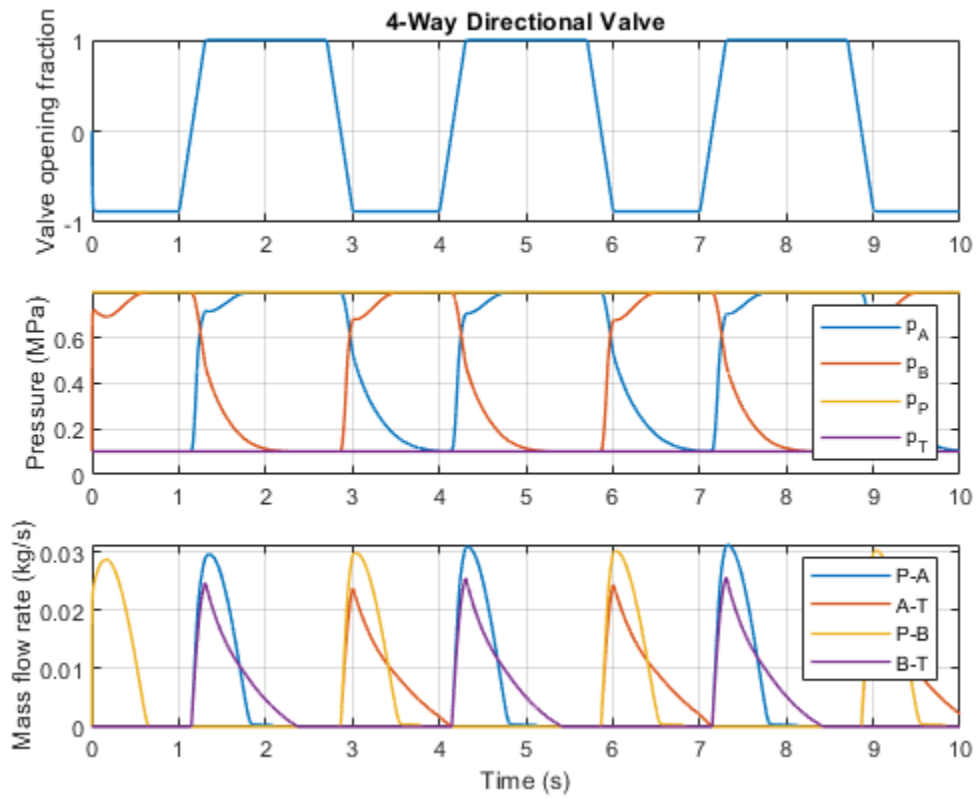 4-Way Directional Valve
Valve opening fraction
1
0
-1
0 1 2 3 4 5 6 7 8 9 10
Pressure (MPa)
0.6
0.4
0.2
0
0 1 2 3 4 5 6 7 8 9 10
p_A
p_B
p_P
p_T
Mass flow rate (kg/s)
0.03
0.02
0.01
0
0 1 2 3 4 5 6 7 8 9 10
P-A
A-T
P-B
B-T
Time (s)